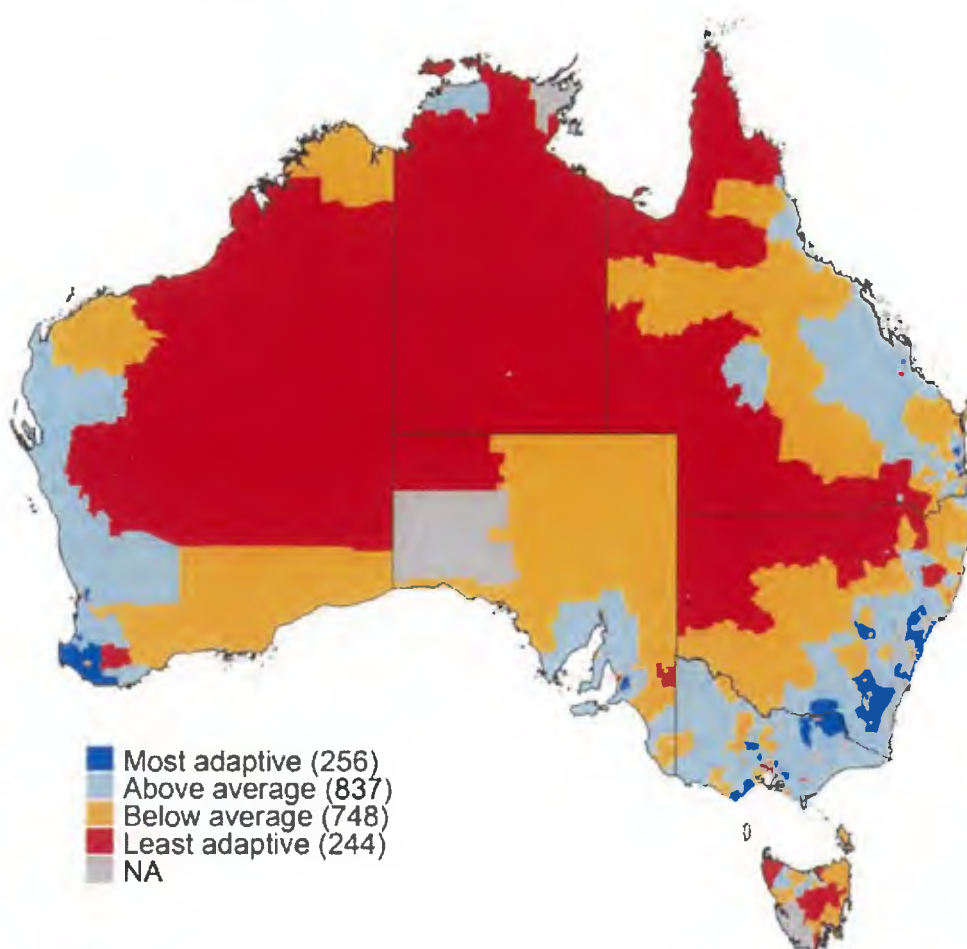 Most adaptive (256)
Above average (837)
Below average (748)
Least adaptive (244)
NA